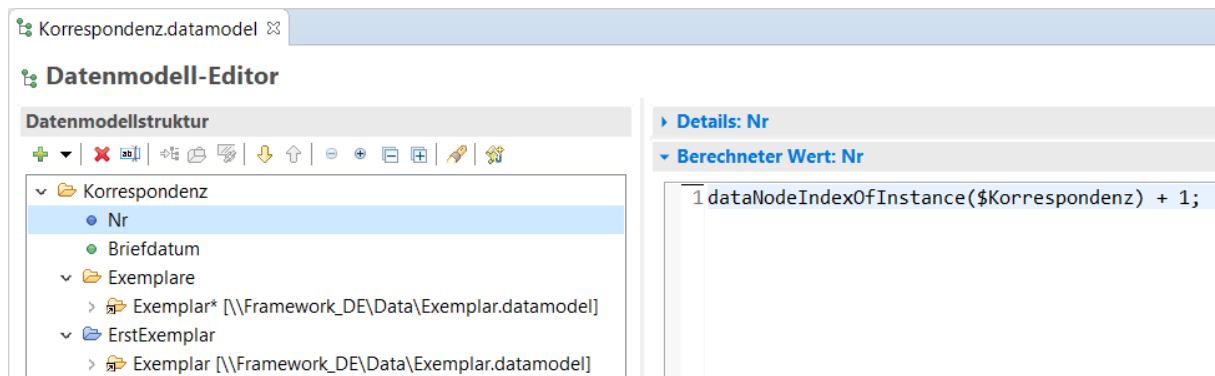 Korrespondenz.datamodel
Datenmodell-Editor
Datenmodellstruktur
Korrespondenz
Nr
Briefdatum
Exemplare
Exemplar* [\\Framework_DE\Data\Exemplar.datamodel]
ErstExemplar
Exemplar [\\Framework_DE\Data\Exemplar.datamodel]
Details: Nr
Berechneter Wert: Nr
1 dataNodeIndexOfInstance($Korrespondenz) + 1;